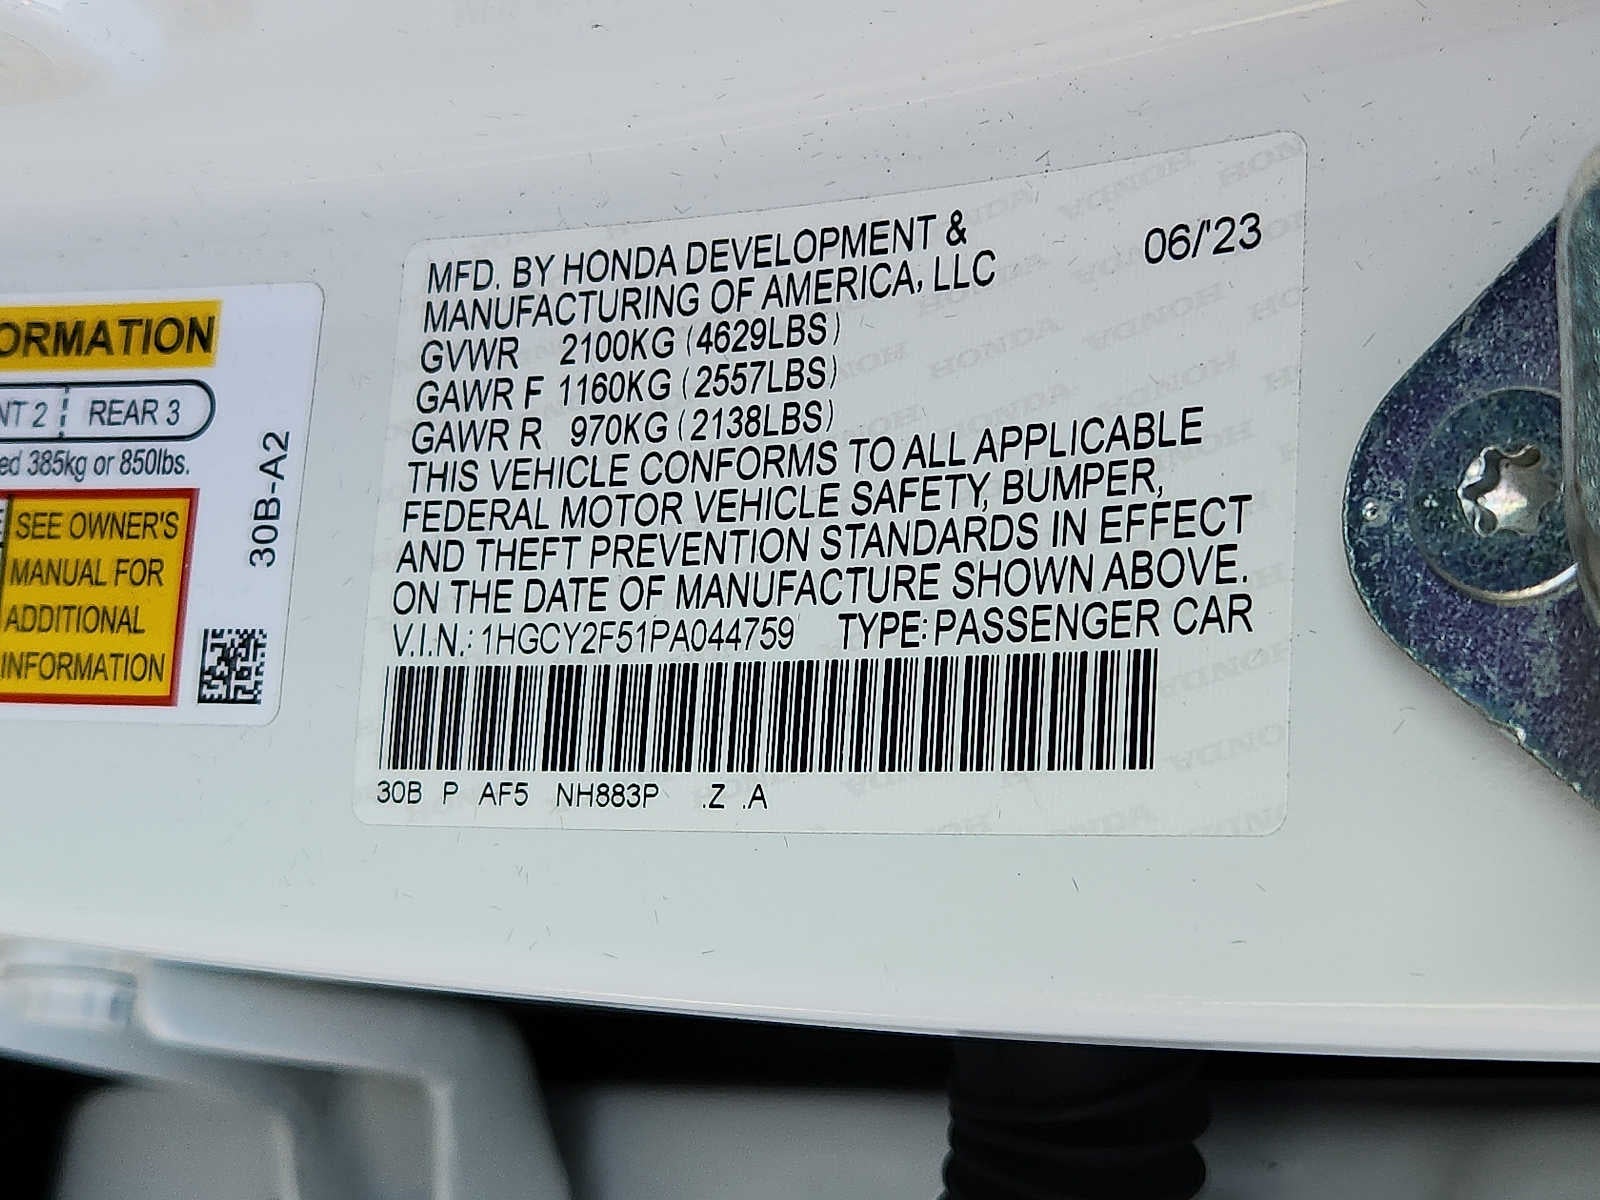 ORMATION
NT 2 REAR 3
ed 385kg or 850lbs.
SEE OWNER'S
MANUAL FOR
ADDITIONAL
INFORMATION
30B-A2
MFD. BY HONDA DEVELOPMENT &
MANUFACTURING OF AMERICA, LLC
06/'23
GVWR 2100KG (4629LBS)
GAWR F 1160KG (2557LBS)
GAWR R 970KG (2138LBS)
THIS VEHICLE CONFORMS TO ALL APPLICABLE
FEDERAL MOTOR VEHICLE SAFETY, BUMPER,
AND THEFT PREVENTION STANDARDS IN EFFECT
ON THE DATE OF MANUFACTURE SHOWN ABOVE.
V.I.N.: 1HGCY2F51PA044759 TYPE: PASSENGER CAR
30B P AF5 NH883P .Z .A